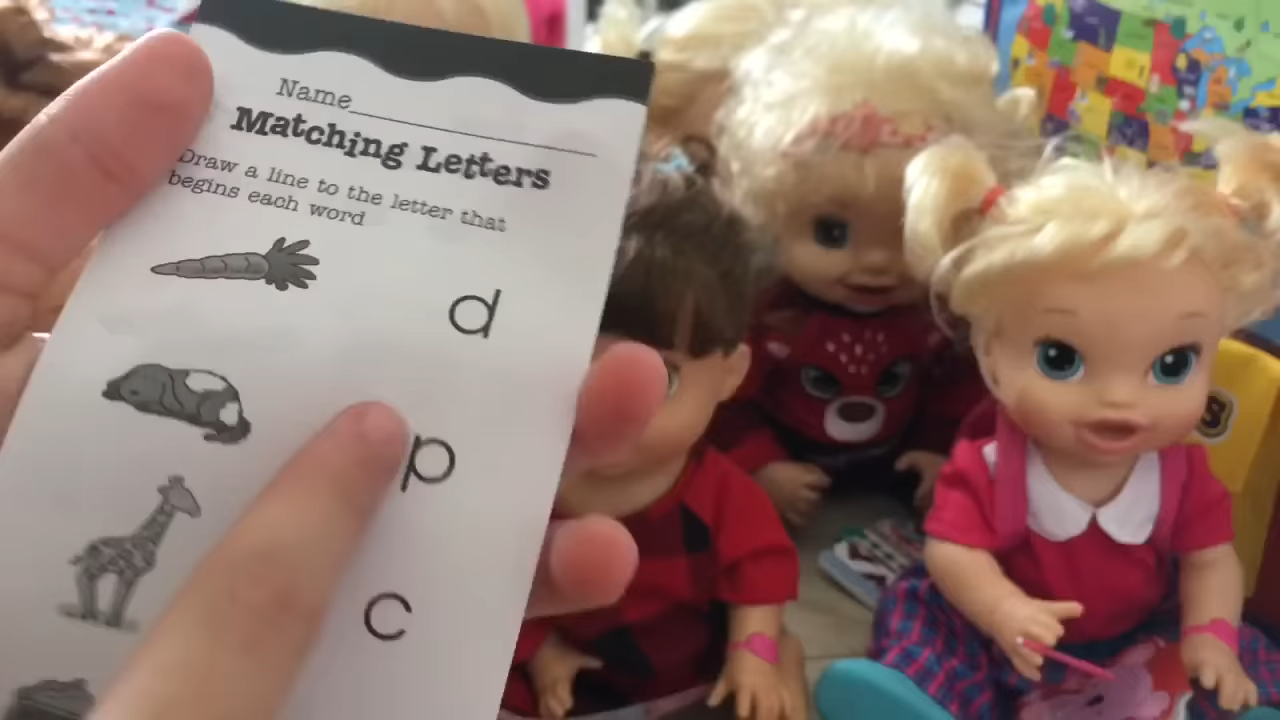 Name
Matching Letters
Draw a line to the letter that
begins each word
d
p
c
S